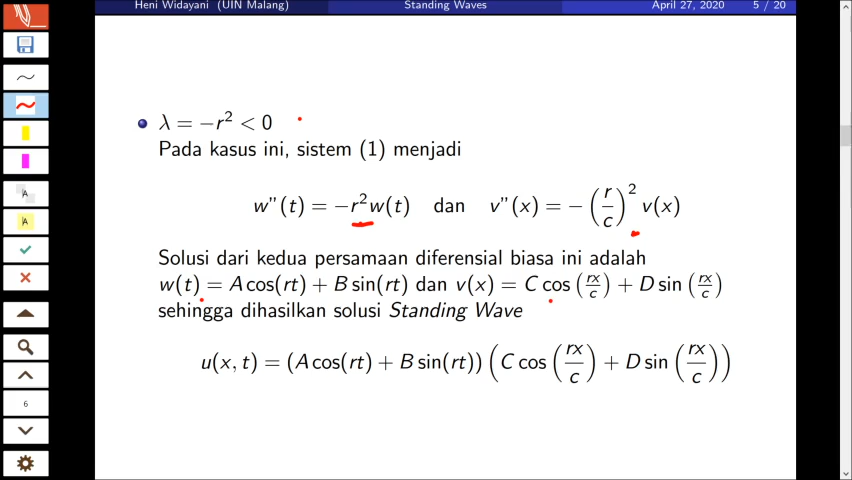 Heni Widayani (UIN Malang) Standing Waves April 27, 2020 5 / 20
λ = −r² < 0
Pada kasus ini, sistem (1) menjadi
w"(t) = −r²w(t) dan v"(x) = −(r/c)² v(x)
Solusi dari kedua persamaan diferensial biasa ini adalah
w(t) = A cos(rt) + B sin(rt) dan v(x) = C cos (rx/c) + D sin (rx/c)
sehingga dihasilkan solusi Standing Wave
u(x, t) = (A cos(rt) + B sin(rt)) (C cos (rx/c) + D sin (rx/c))
A
A
6